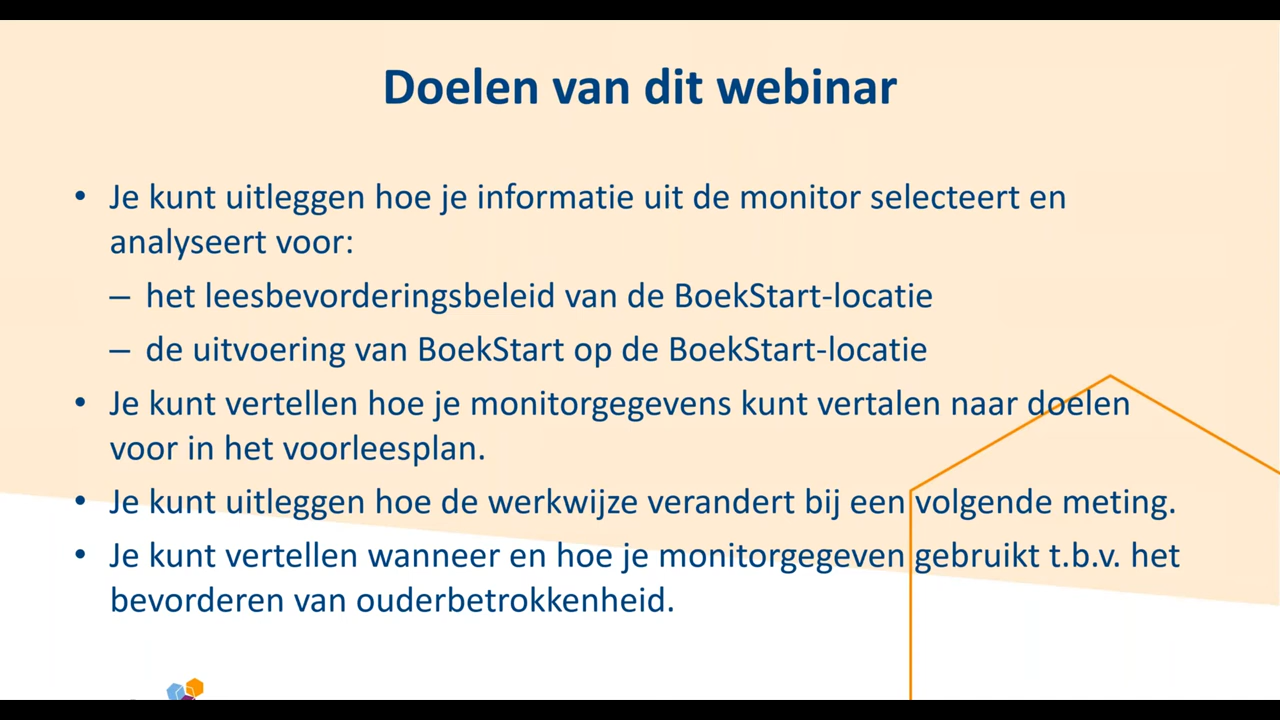 Doelen van dit webinar
• Je kunt uitleggen hoe je informatie uit de monitor selecteert en
analyseert voor:
– het leesbevorderingsbeleid van de BoekStart-locatie
– de uitvoering van BoekStart op de BoekStart-locatie
• Je kunt vertellen hoe je monitorgegevens kunt vertalen naar doelen
voor in het voorleesplan.
• Je kunt uitleggen hoe de werkwijze verandert bij een volgende meting.
• Je kunt vertellen wanneer en hoe je monitorgegeven gebruikt t.b.v. het
bevorderen van ouderbetrokkenheid.